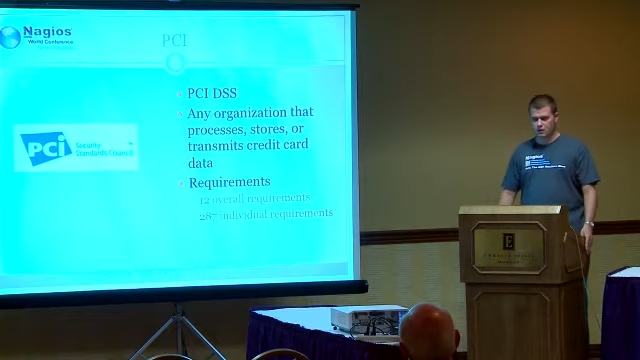 Nagios
World Conference
PCI
PCI DSS
Any organization that
processes, stores, or
transmits credit card
data
Requirements
12 overall requirements
287 individual requirements
PCI
Security
Standards Council
Nagios
E